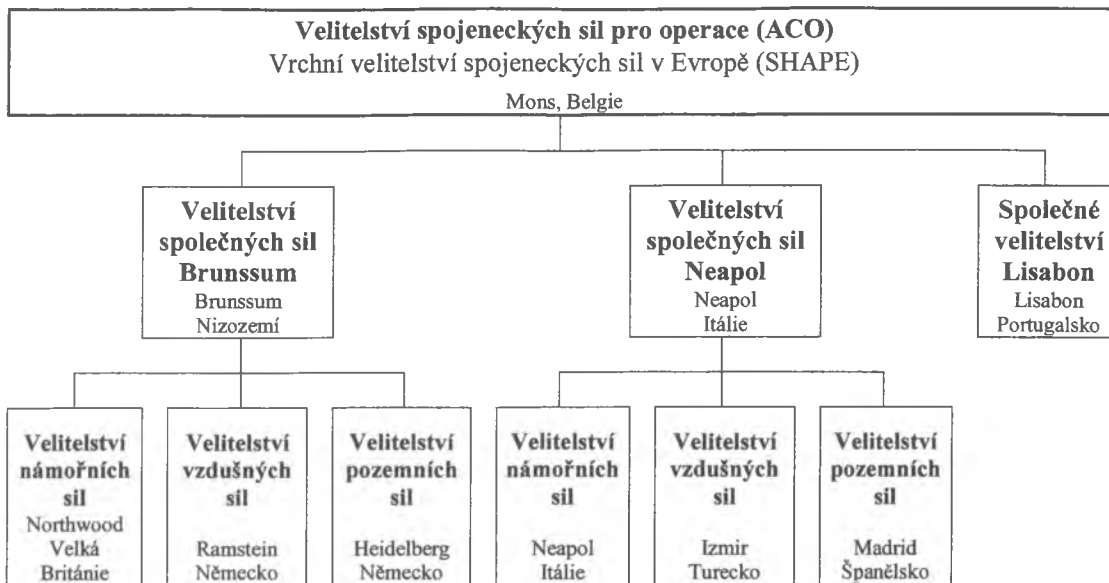 Velitelství spojeneckých sil pro operace (ACO)
Vrchní velitelství spojeneckých sil v Evropě (SHAPE)
Mons, Belgie
Velitelství
společných sil
Brunssum
Brunssum
Nizozemí
Velitelství
společných sil
Neapol
Neapol
Itálie
Společné
velitelství
Lisabon
Lisabon
Portugalsko
Velitelství
námořních
sil
Northwood
Velká
Británie
Velitelství
vzdušných
sil
Ramstein
Německo
Velitelství
pozemních
sil
Heidelberg
Německo
Velitelství
námořních
sil
Neapol
Itálie
Velitelství
vzdušných
sil
Izmir
Turecko
Velitelství
pozemních
sil
Madrid
Španělsko